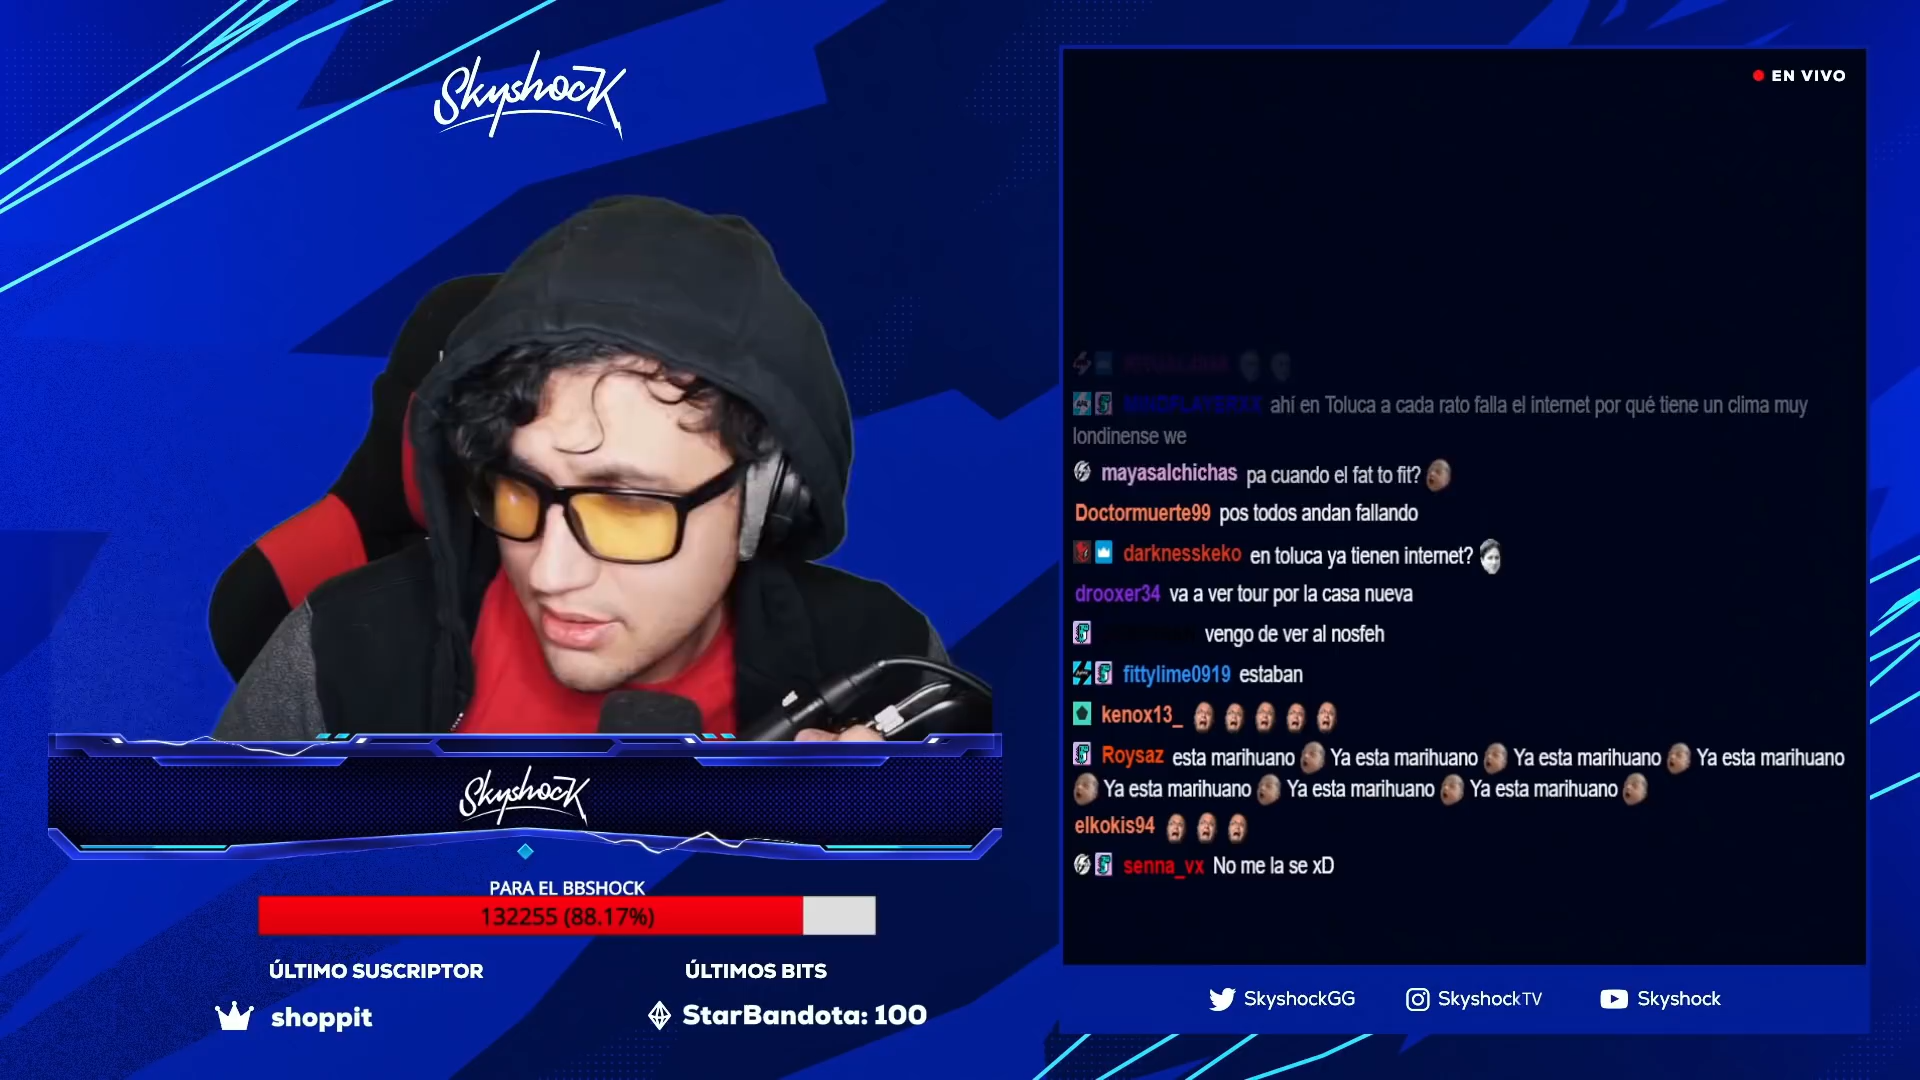 Skyshock
EN VIVO
ahí en Toluca a cada rato falla el internet por qué tiene un clima muy
londinense we
mayasalchichas pa cuando el fat to fit?
Doctormuerte99 pos todos andan fallando
darknesskeko en toluca ya tienen internet?
drooxer34 va a ver tour por la casa nueva
vengo de ver al nosfeh
fittylime0919 estaban
kenox13_
Roysaz esta marihuano Ya esta marihuano Ya esta marihuano Ya esta marihuano
Ya esta marihuano Ya esta marihuano Ya esta marihuano
elkokis94
senna_vx No me la se xD
Skyshock
PARA EL BBSHOCK
132255 (88.17%)
ÚLTIMO SUSCRIPTOR
shoppit
ÚLTIMOS BITS
StarBandota: 100
SkyshockGG
SkyshockTV
Skyshock